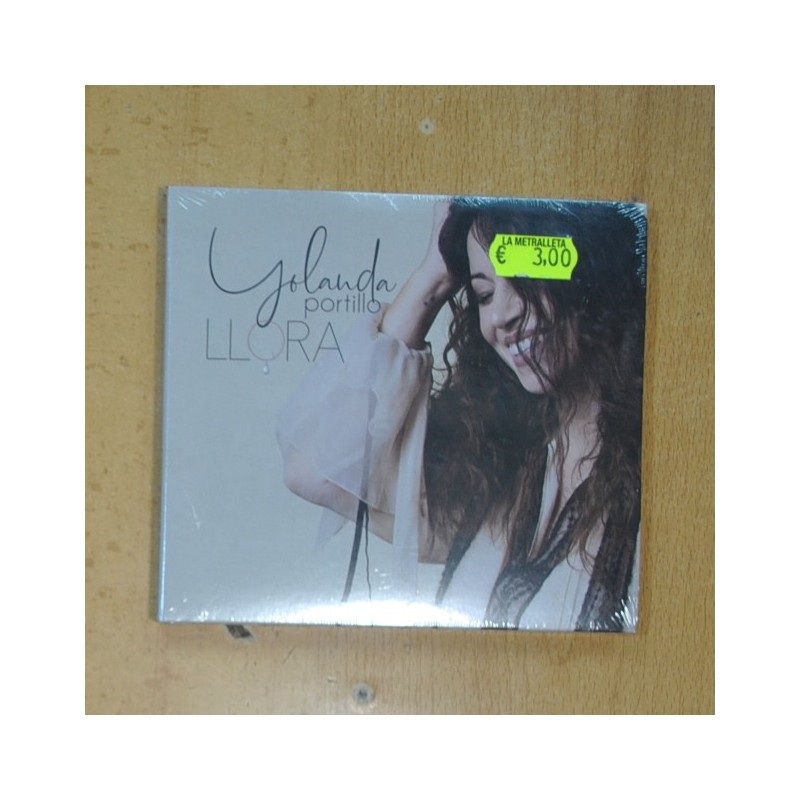 LA METRALLETA
€ 3,00
Yolanda
portillo
LLORA